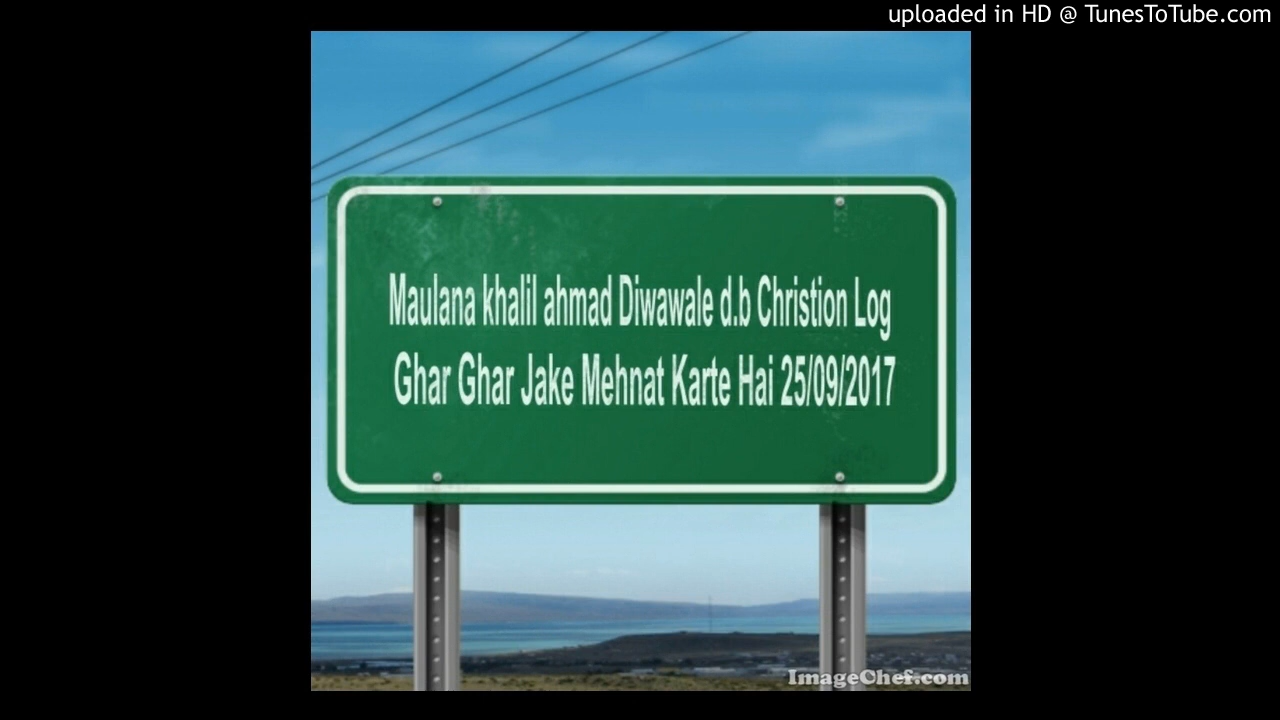 uploaded in HD @ TunesToTube.com
Maulana khalil ahmad Diwawale d.b Christion Log
Ghar Ghar Jake Mehnat Karte Hai 25/09/2017
ImageChef.com